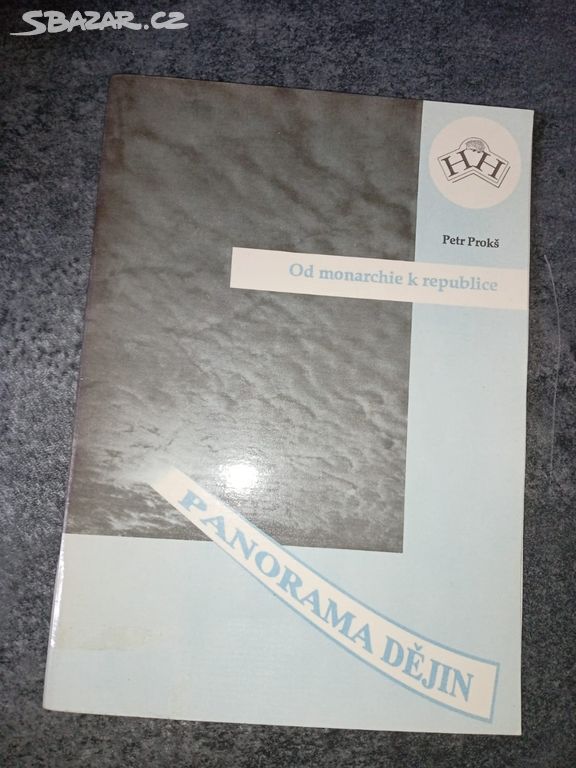 SBAZAR.CZ
HH
Petr Prokš
Od monarchie k republice
PANORAMA DĚJIN